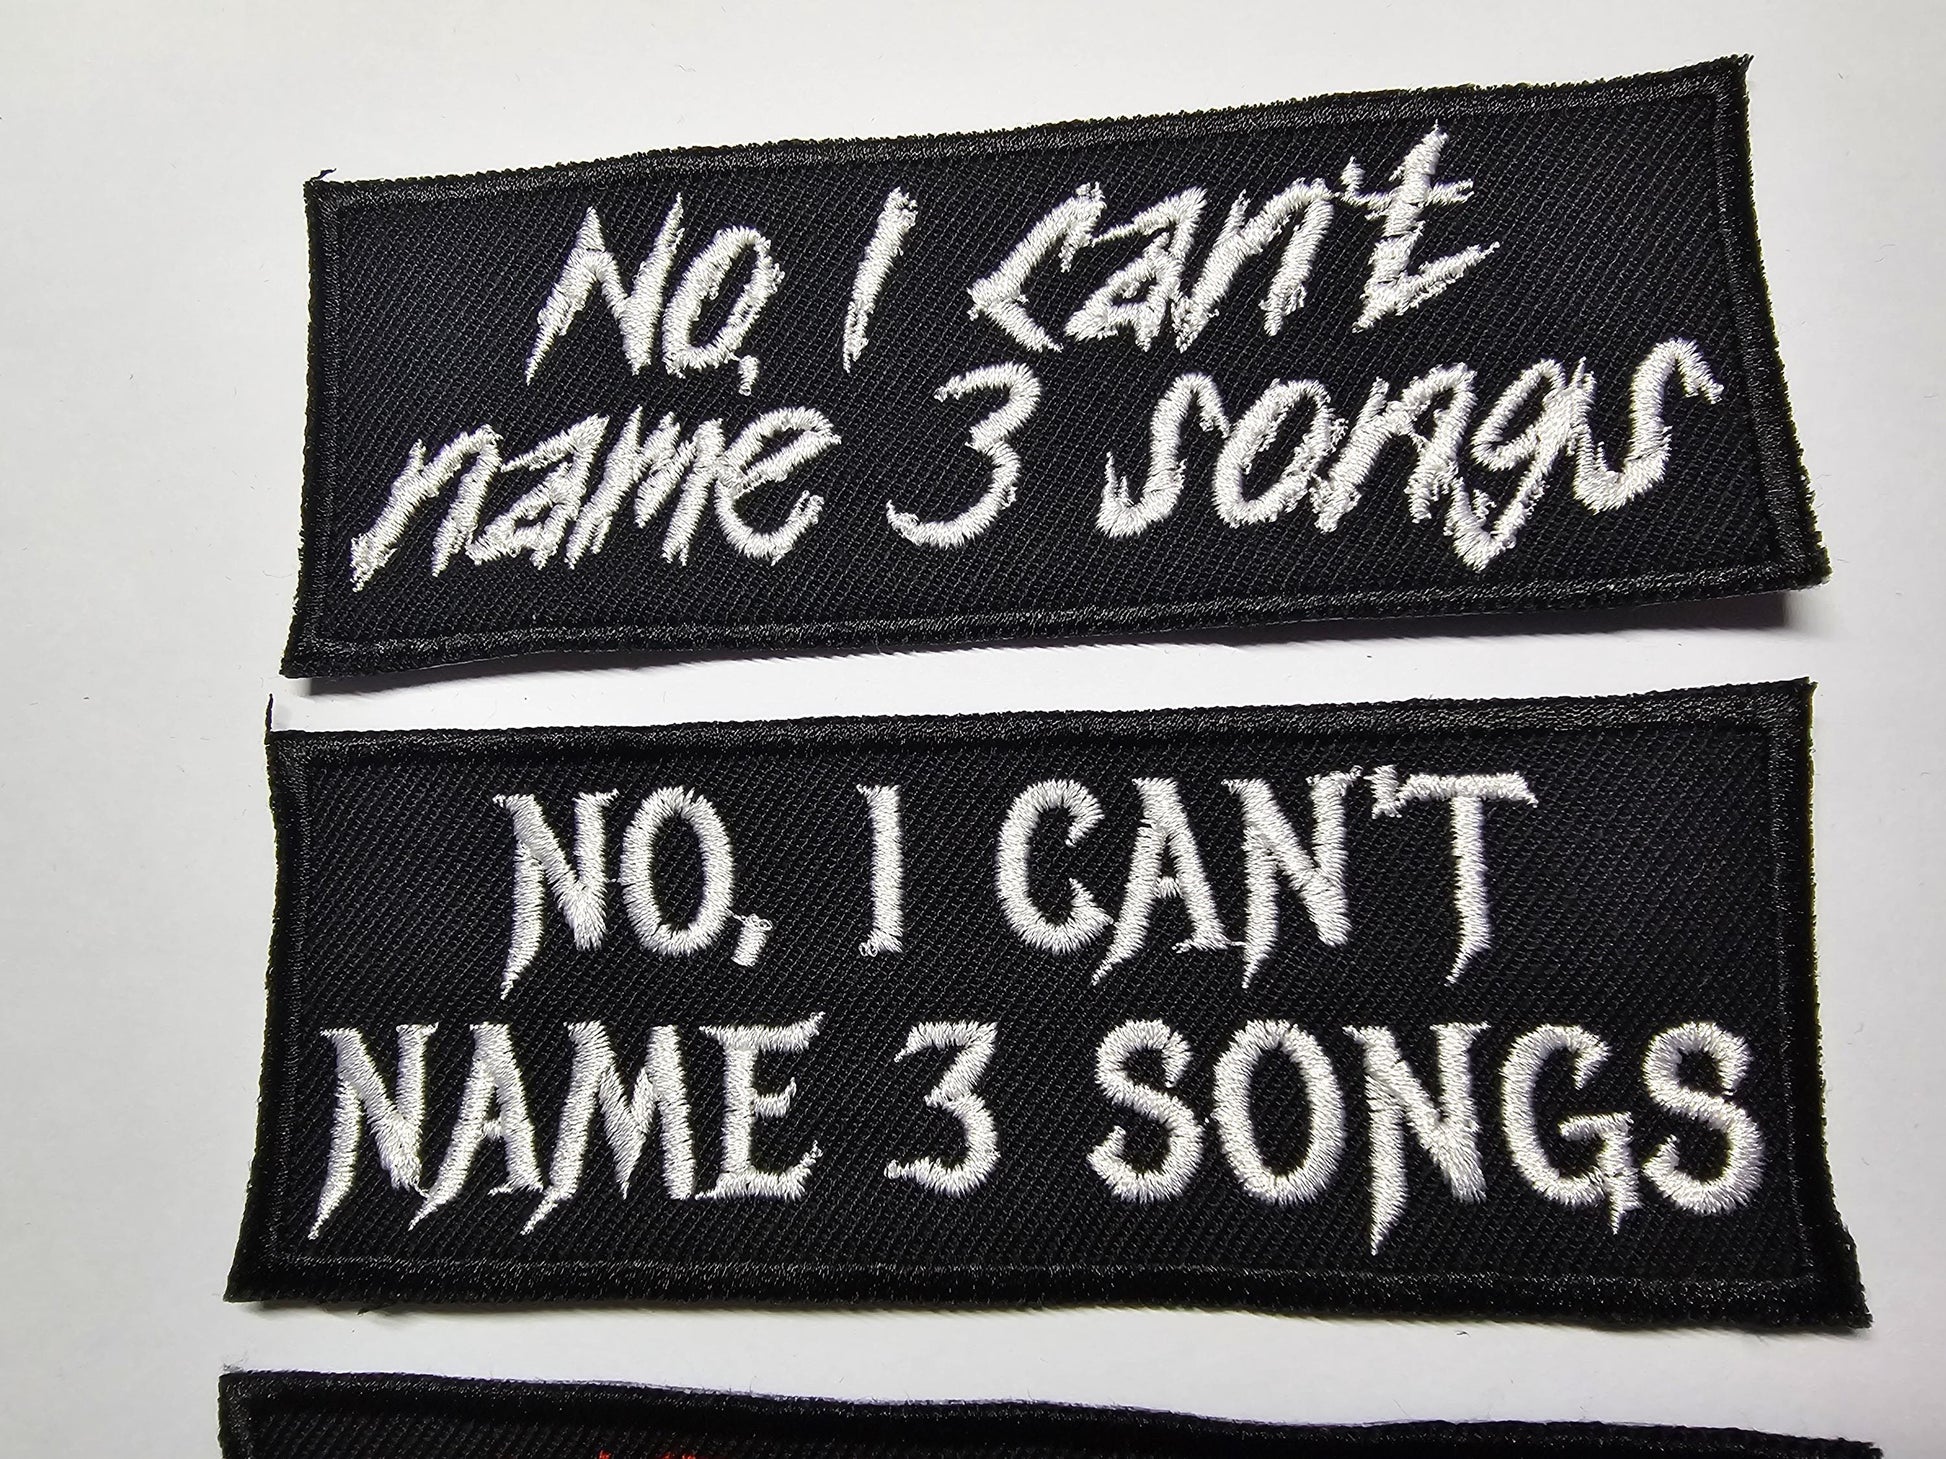 No, I can't
name 3 songs
NO, I CAN'T
NAME 3 SONGS